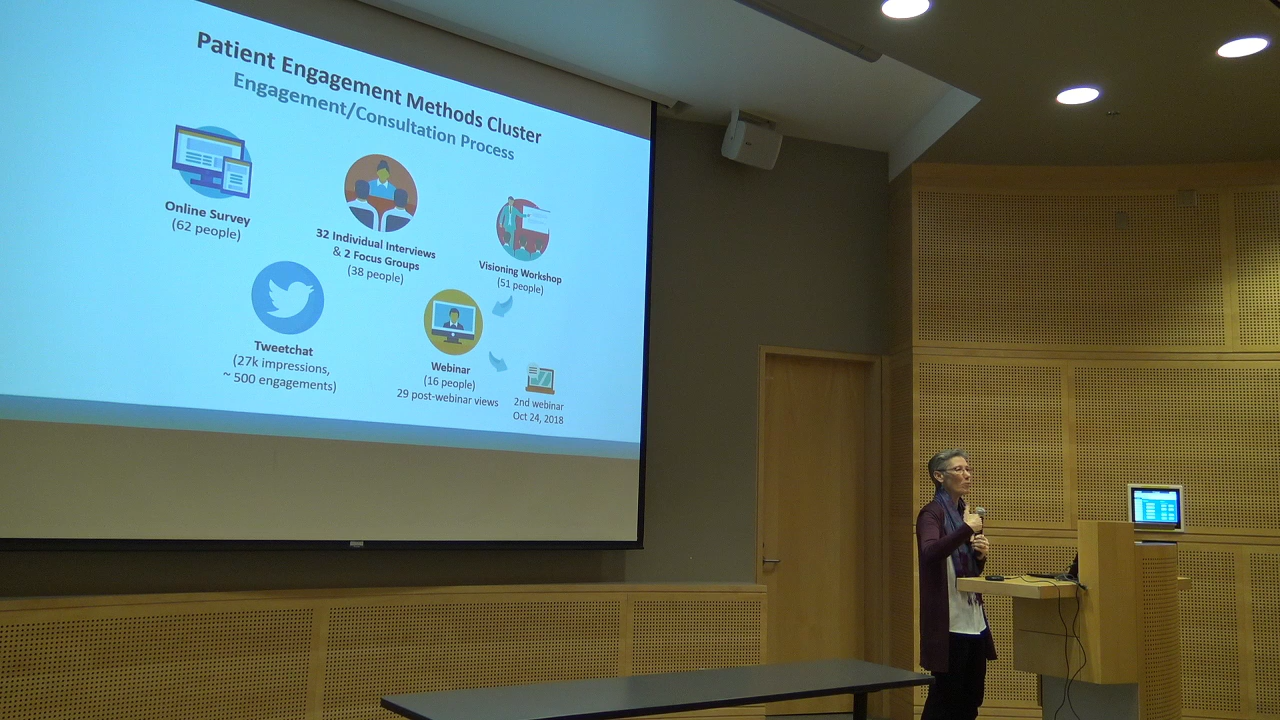 Patient Engagement Methods Cluster
Engagement/Consultation Process
Online Survey
(62 people)
32 Individual Interviews
& 2 Focus Groups
(38 people)
Visioning Workshop
(51 people)
Tweetchat
(27k impressions,
~ 500 engagements)
Webinar
(16 people)
29 post-webinar views
2nd webinar
Oct 24, 2018